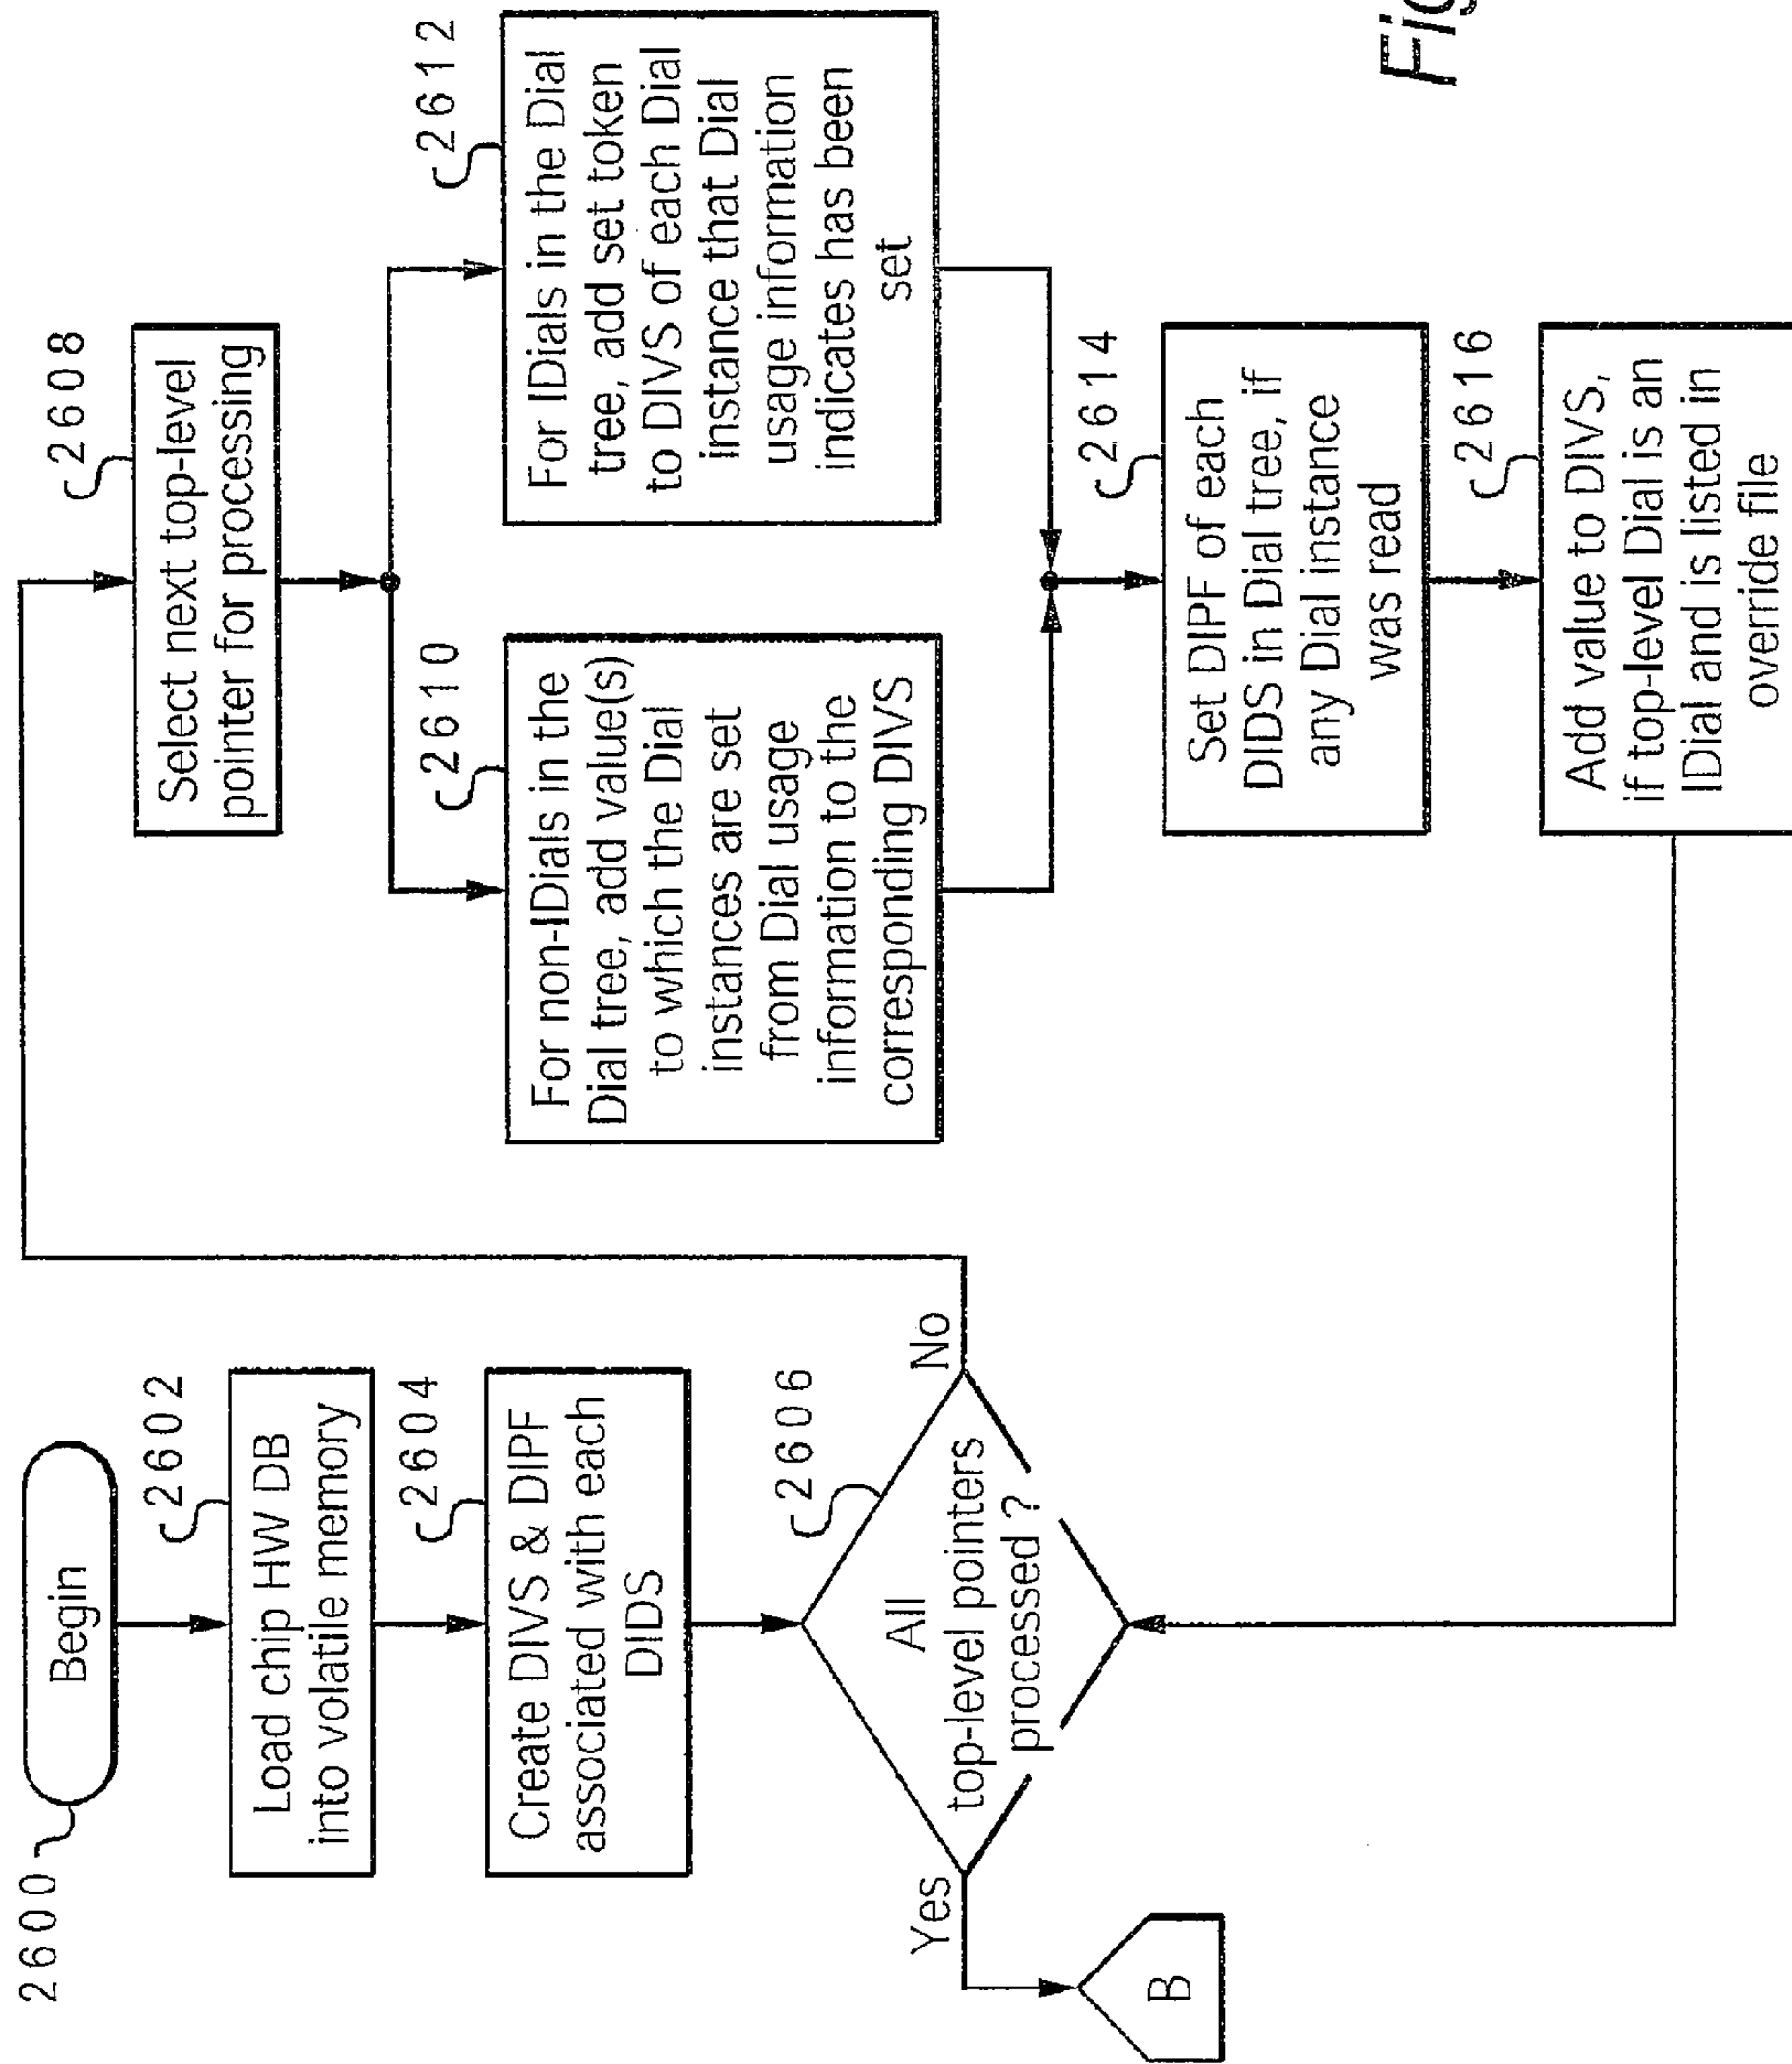 2600
Begin
2602
Load chip HW DB
into volatile memory
2604
Create DIVS & DIPF
associated with each
DIDS
2606
All
top-level pointers
processed ?
No
Yes
B
2608
Select next top-level
pointer for processing
2610
For non-IDials in the
Dial tree, add value(s)
to which the Dial
instances are set
from Dial usage
information to the
corresponding DIVS
2612
For IDials in the Dial
tree, add set token
to DIVS of each Dial
instance that Dial
usage information
indicates has been
set
2614
Set DIPF of each
DIDS in Dial tree, if
any Dial instance
was read
2616
Add value to DIVS,
if top-level Dial is an
IDial and is listed in
override file